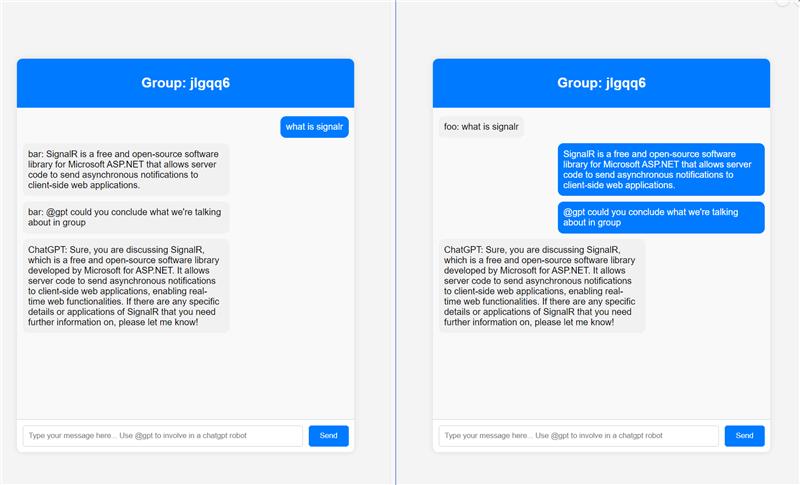 Group: jlgqq6
what is signalr
bar: SignalR is a free and open-source software
library for Microsoft ASP.NET that allows server
code to send asynchronous notifications to
client-side web applications.
bar: @gpt could you conclude what we're talking
about in group
ChatGPT: Sure, you are discussing SignalR,
which is a free and open-source software library
developed by Microsoft for ASP.NET. It allows
server code to send asynchronous notifications
to client-side web applications, enabling real-
time web functionalities. If there are any specific
details or applications of SignalR that you need
further information on, please let me know!
Type your message here... Use @gpt to involve in a chatgpt robot
Send
Group: jlgqq6
foo: what is signalr
SignalR is a free and open-source software
library for Microsoft ASP.NET that allows server
code to send asynchronous notifications to
client-side web applications.
@gpt could you conclude what we're talking
about in group
ChatGPT: Sure, you are discussing SignalR,
which is a free and open-source software library
developed by Microsoft for ASP.NET. It allows
server code to send asynchronous notifications
to client-side web applications, enabling real-
time web functionalities. If there are any specific
details or applications of SignalR that you need
further information on, please let me know!
Type your message here... Use @gpt to involve in a chatgpt robot
Send